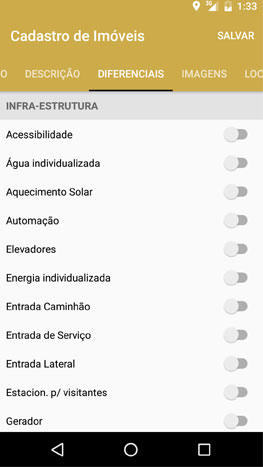 3G 1:33
Cadastro de Imóveis SALVAR
O DESCRIÇÃO DIFERENCIAIS IMAGENS LOC
INFRA-ESTRUTURA
Acessibilidade
Água individualizada
Aquecimento Solar
Automação
Elevadores
Energia individualizada
Entrada Caminhão
Entrada de Serviço
Entrada Lateral
Estacion. p/ visitantes
Gerador